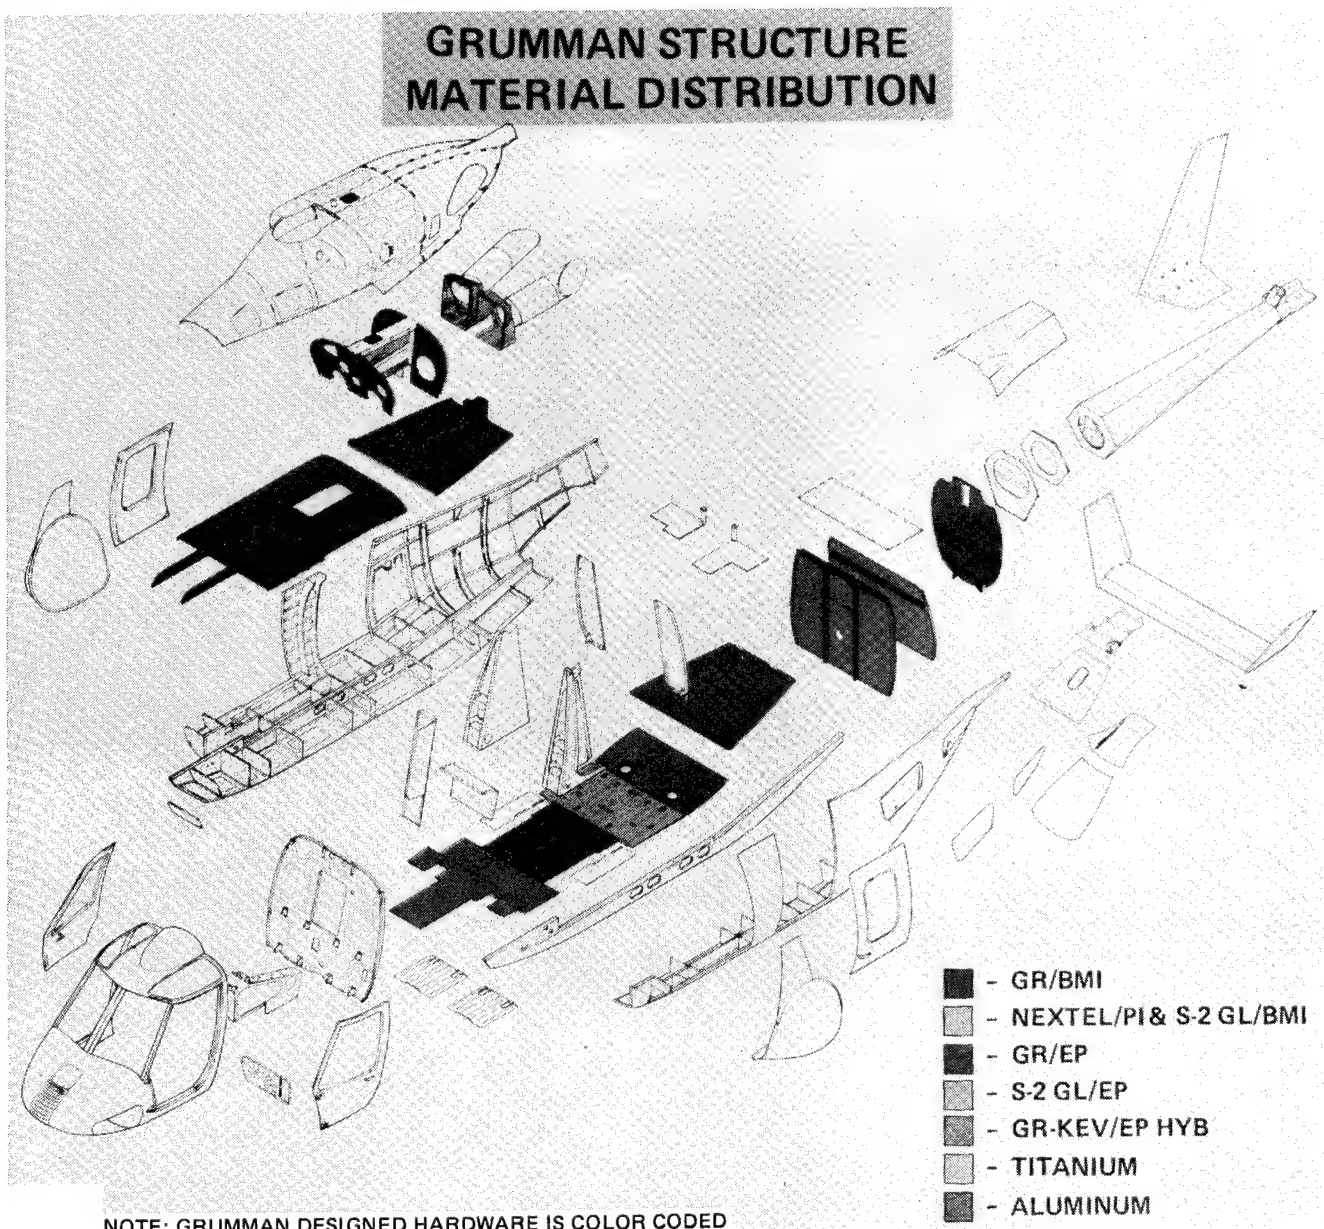 GRUMMAN STRUCTURE
MATERIAL DISTRIBUTION
- GR/BMI
- NEXTEL/PI & S-2 GL/BMI
- GR/EP
- S-2 GL/EP
- GR-KEV/EP HYB
- TITANIUM
- ALUMINUM
NOTE: GRUMMAN DESIGNED HARDWARE IS COLOR CODED